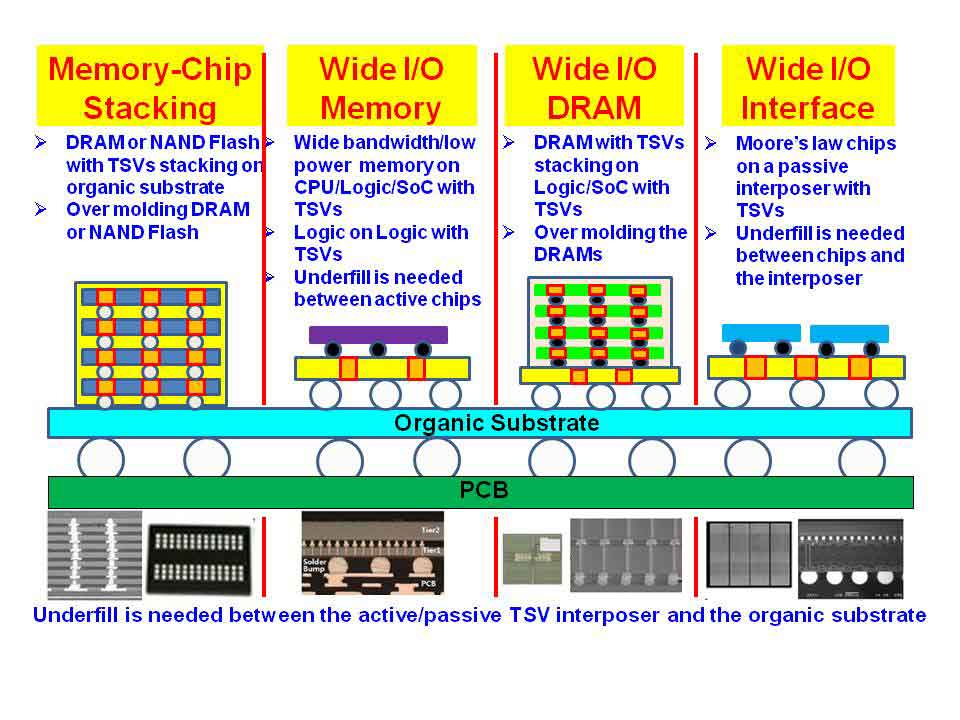 Memory-Chip
Stacking
➢ DRAM or NAND Flash
with TSVs stacking on
organic substrate
➢ Over molding DRAM
or NAND Flash
Wide I/O
Memory
➢ Wide bandwidth/low
power memory on
CPU/Logic/SoC with
TSVs
➢ Logic on Logic with
TSVs
➢ Underfill is needed
between active chips
Wide I/O
DRAM
➢ DRAM with TSVs
stacking on
Logic/SoC with
TSVs
➢ Over molding the
DRAMs
Wide I/O
Interface
➢ Moore's law chips
on a passive
interposer with
TSVs
➢ Underfill is needed
between chips and
the interposer
Organic Substrate
PCB
Tier2
Tier1
Solder
Bump
PCB
Underfill is needed between the active/passive TSV interposer and the organic substrate